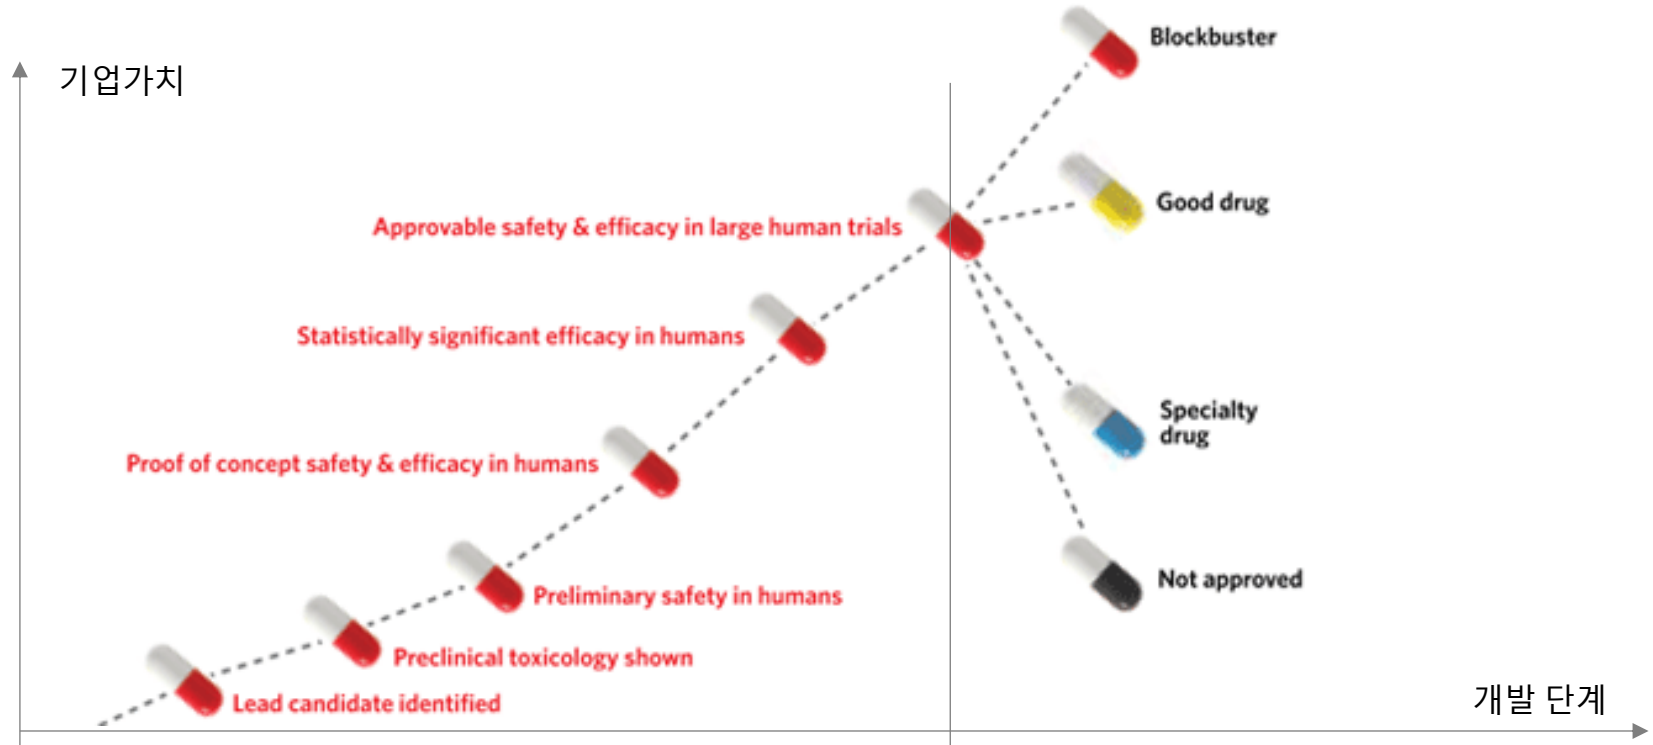 기업가치
Blockbuster
Good drug
Approvable safety & efficacy in large human trials
Statistically significant efficacy in humans
Specialty
drug
Proof of concept safety & efficacy in humans
Not approved
Preliminary safety in humans
Preclinical toxicology shown
Lead candidate identified
개발 단계